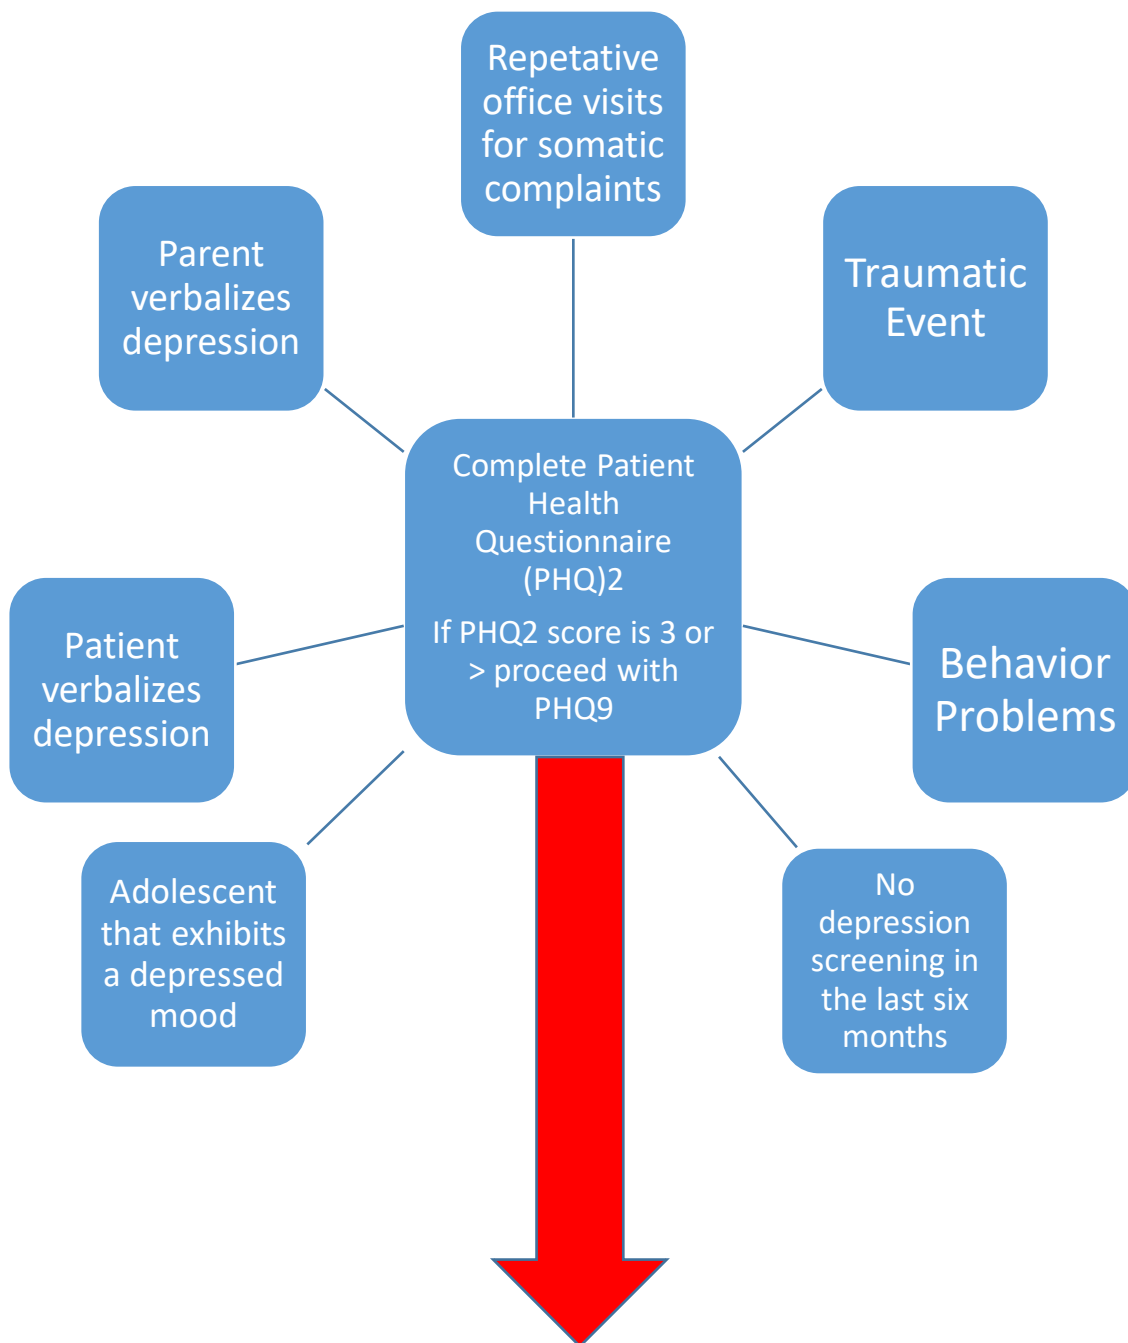 Repetative
office visits
for somatic
complaints
Parent
verbalizes
depression
Traumatic
Event
Complete Patient
Health
Questionnaire
(PHQ)2
If PHQ2 score is 3 or
> proceed with
PHQ9
Patient
verbalizes
depression
Behavior
Problems
Adolescent
that exhibits
a depressed
mood
No
depression
screening in
the last six
months